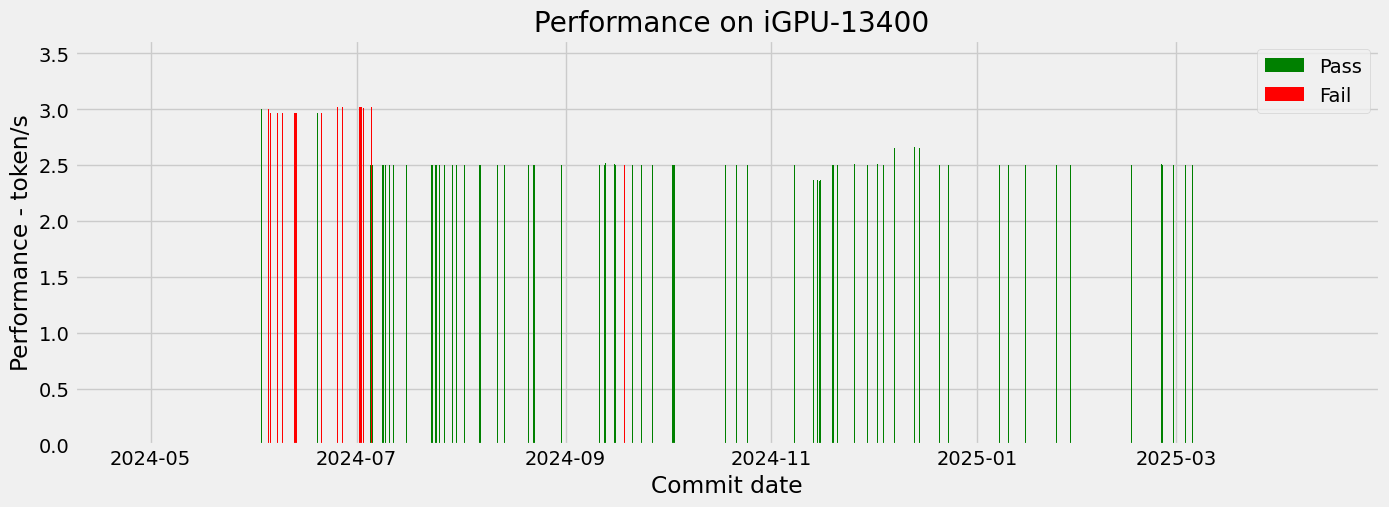 Performance on iGPU-13400
Performance - token/s
3.5
3.0
2.5
2.0
1.5
1.0
0.5
0.0
Pass
Fail
2024-05
2024-07
2024-09
2024-11
2025-01
2025-03
Commit date